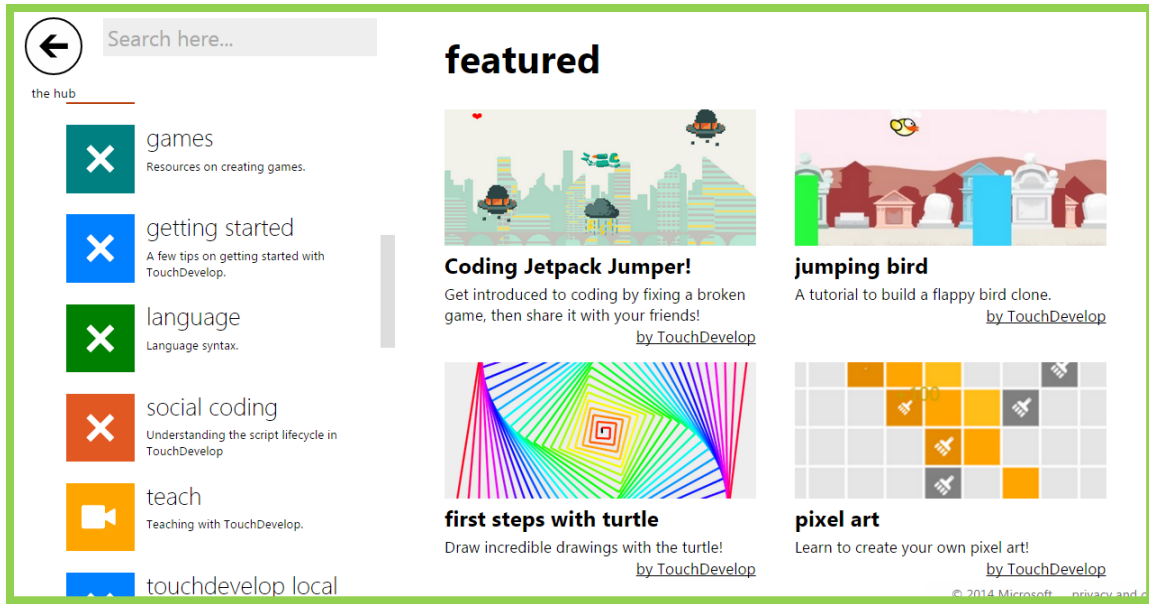 Search here...
the hub
games
Resources on creating games.
getting started
A few tips on getting started with
TouchDevelop.
language
Language syntax.
social coding
Understanding the script lifecycle in
TouchDevelop
teach
Teaching with TouchDevelop.
touchdevelop local
featured
Coding Jetpack Jumper!
Get introduced to coding by fixing a broken
game, then share it with your friends!
by TouchDevelop
jumping bird
A tutorial to build a flappy bird clone.
by TouchDevelop
first steps with turtle
Draw incredible drawings with the turtle!
by TouchDevelop
100
pixel art
Learn to create your own pixel art!
by TouchDevelop
© 2014 Microsoft privacy and